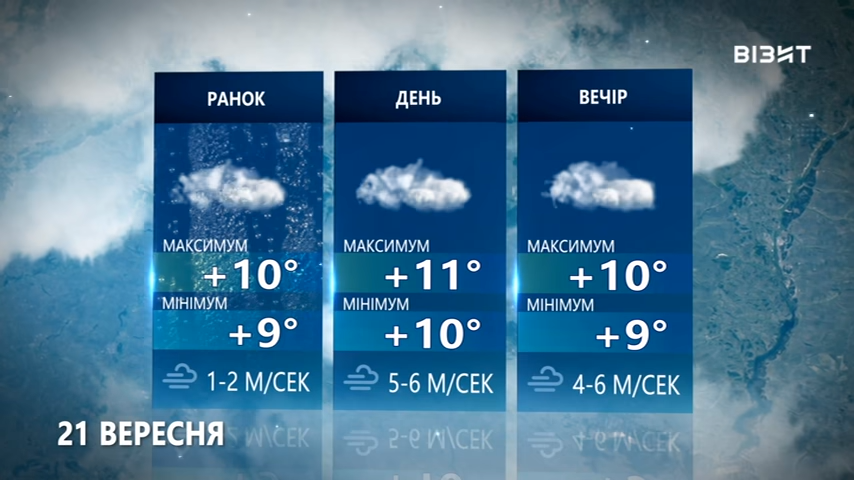 ВІЗИТ
РАНОК
МАКСИМУМ
+10°
МІНІМУМ
+9°
1-2 М/СЕК
ДЕНЬ
МАКСИМУМ
+11°
МІНІМУМ
+10°
5-6 М/СЕК
ВЕЧІР
МАКСИМУМ
+10°
МІНІМУМ
+9°
4-6 М/СЕК
21 ВЕРЕСНЯ